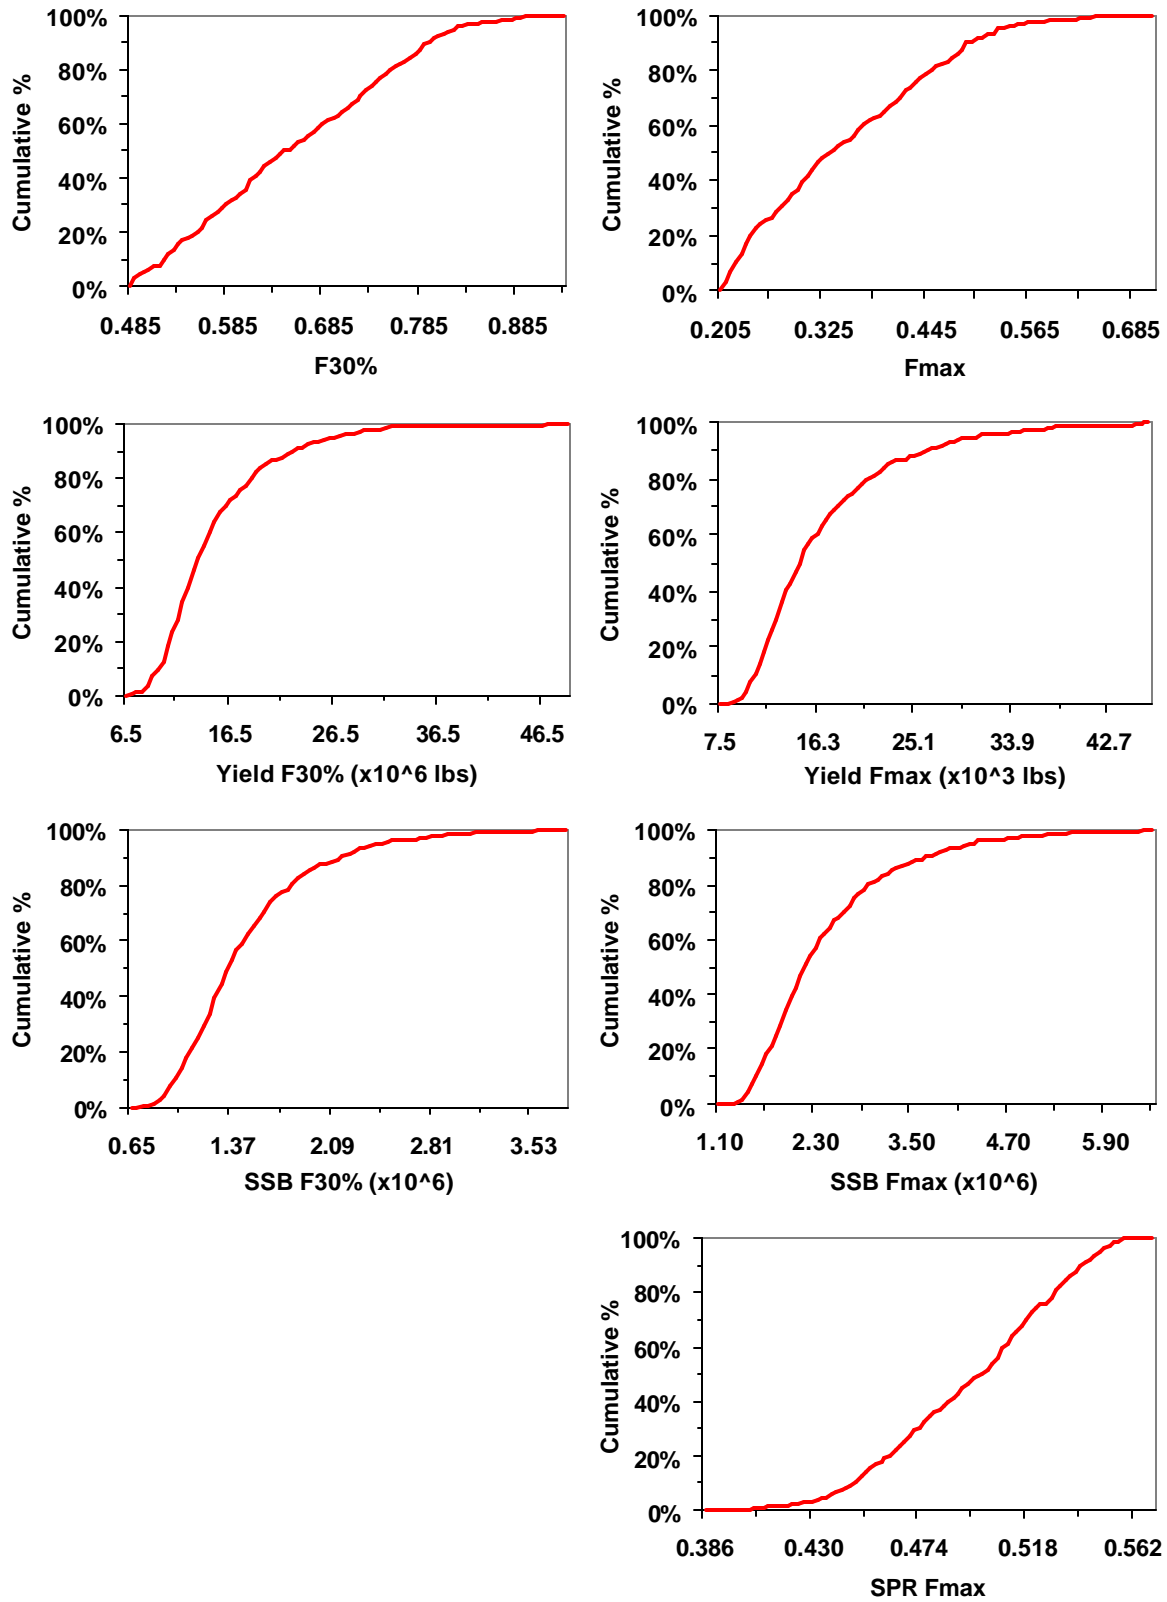 100%
80%
60%
40%
20%
0%
Cumulative %
0.485 0.585 0.685 0.785 0.885
F30%
100%
80%
60%
40%
20%
0%
Cumulative %
0.205 0.325 0.445 0.565 0.685
Fmax
100%
80%
60%
40%
20%
0%
Cumulative %
6.5 16.5 26.5 36.5 46.5
Yield F30% (x10^6 lbs)
100%
80%
60%
40%
20%
0%
Cumulative %
7.5 16.3 25.1 33.9 42.7
Yield Fmax (x10^3 lbs)
100%
80%
60%
40%
20%
0%
Cumulative %
0.65 1.37 2.09 2.81 3.53
SSB F30% (x10^6)
100%
80%
60%
40%
20%
0%
Cumulative %
1.10 2.30 3.50 4.70 5.90
SSB Fmax (x10^6)
100%
80%
60%
40%
20%
0%
Cumulative %
0.386 0.430 0.474 0.518 0.562
SPR Fmax